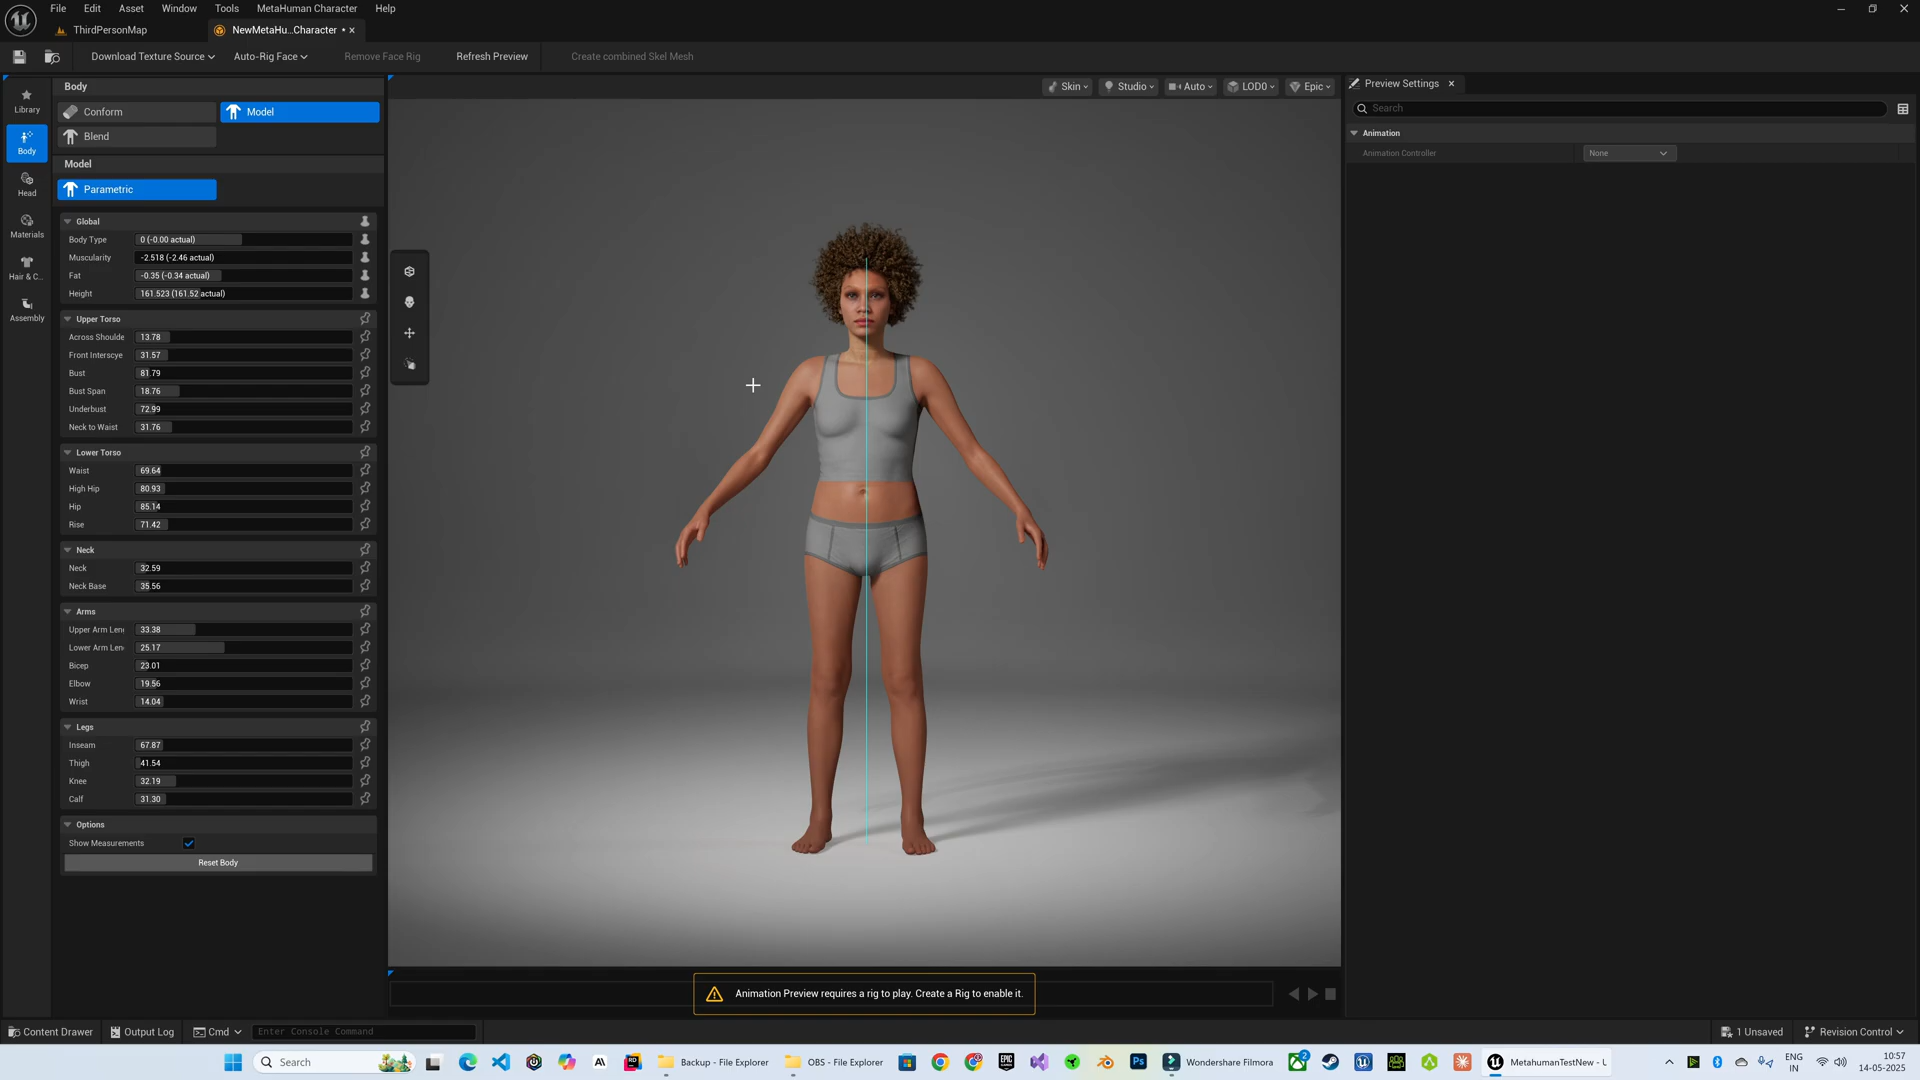 File Edit Asset Window Tools MetaHuman Character Help
ThirdPersonMap
NewMetaHu...Character •
Download Texture Source
Auto-Rig Face
Remove Face Rig
Refresh Preview
Create combined Skel Mesh
Library
Body
Head
Materials
Hair & C...
Assembly
Body
Conform
Model
Blend
Model
Parametric
Global
Body Type 0 (-0.00 actual)
Muscularity -2.518 (-2.46 actual)
Fat -0.35 (-0.34 actual)
Height 161.523 (161.52 actual)
Upper Torso
Across Shoulde 13.78
Front Interscye 31.57
Bust 81.79
Bust Span 18.76
Underbust 72.99
Neck to Waist 31.76
Lower Torso
Waist 69.64
High Hip 80.93
Hip 85.14
Rise 71.42
Neck
Neck 32.59
Neck Base 35.56
Arms
Upper Arm Len 33.38
Lower Arm Len 25.17
Bicep 23.01
Elbow 19.56
Wrist 14.04
Legs
Inseam 67.87
Thigh 41.54
Knee 32.19
Calf 31.30
Options
Show Measurements
Reset Body
Skin
Studio
Auto
LOD0
Epic
Animation Preview requires a rig to play. Create a Rig to enable it.
Preview Settings
Search
Animation
Animation Controller None
Content Drawer
Output Log
Cmd
Enter Console Command
1 Unsaved
Revision Control
Search
Backup - File Explorer
OBS - File Explorer
Wondershare Filmora
2
MetahumanTestNew - U
ENG
IN
10:57
14-05-2025